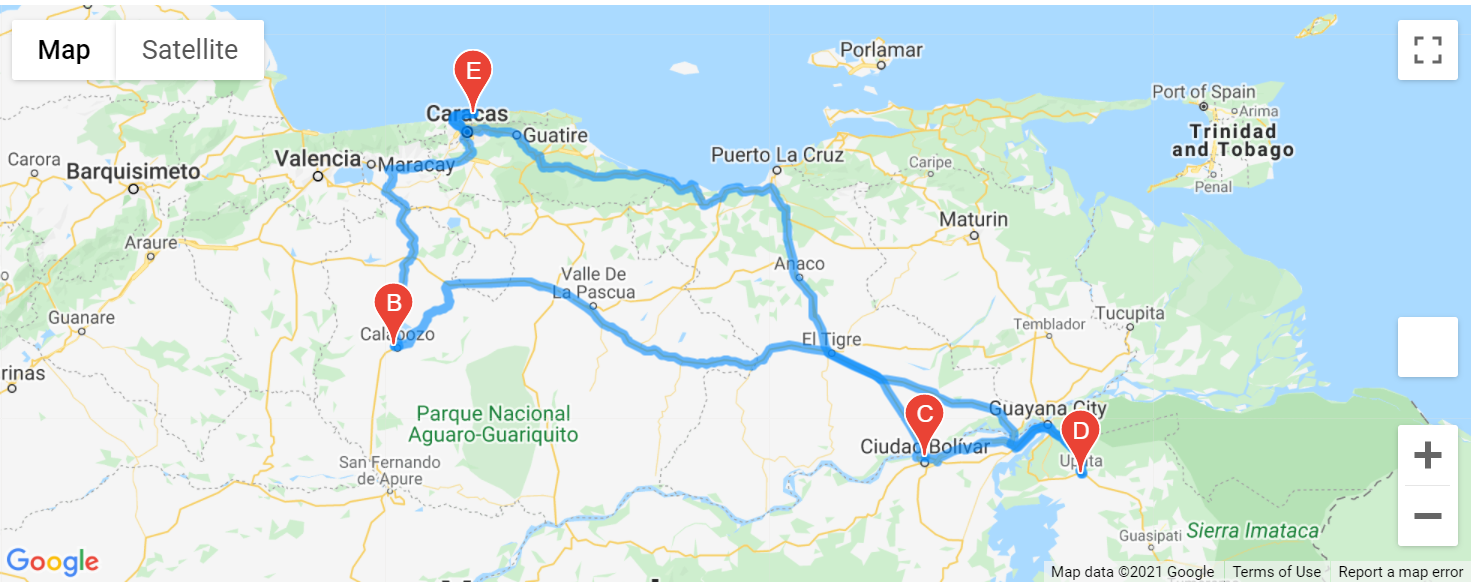 Map
Satellite
E
Porlamar
Port of Spain
Arima
Trinidad
and Tobago
Caracas
Guatire
Valencia
Maracay
Carora
Barquisimeto
Puerto La Cruz
Caripe
Penal
Maturin
Araure
Anaco
Valle De
La Pascua
B
Calabozo
Guanare
El Tigre
Temblador
Tucupita
Parque Nacional
Aguaro-Guariquito
C
D
Guayana City
Ciudad Bolívar
Upata
San Fernando
de Apure
Guasipati
Sierra Imataca
Google
Map data ©2021 Google
Terms of Use
Report a map error